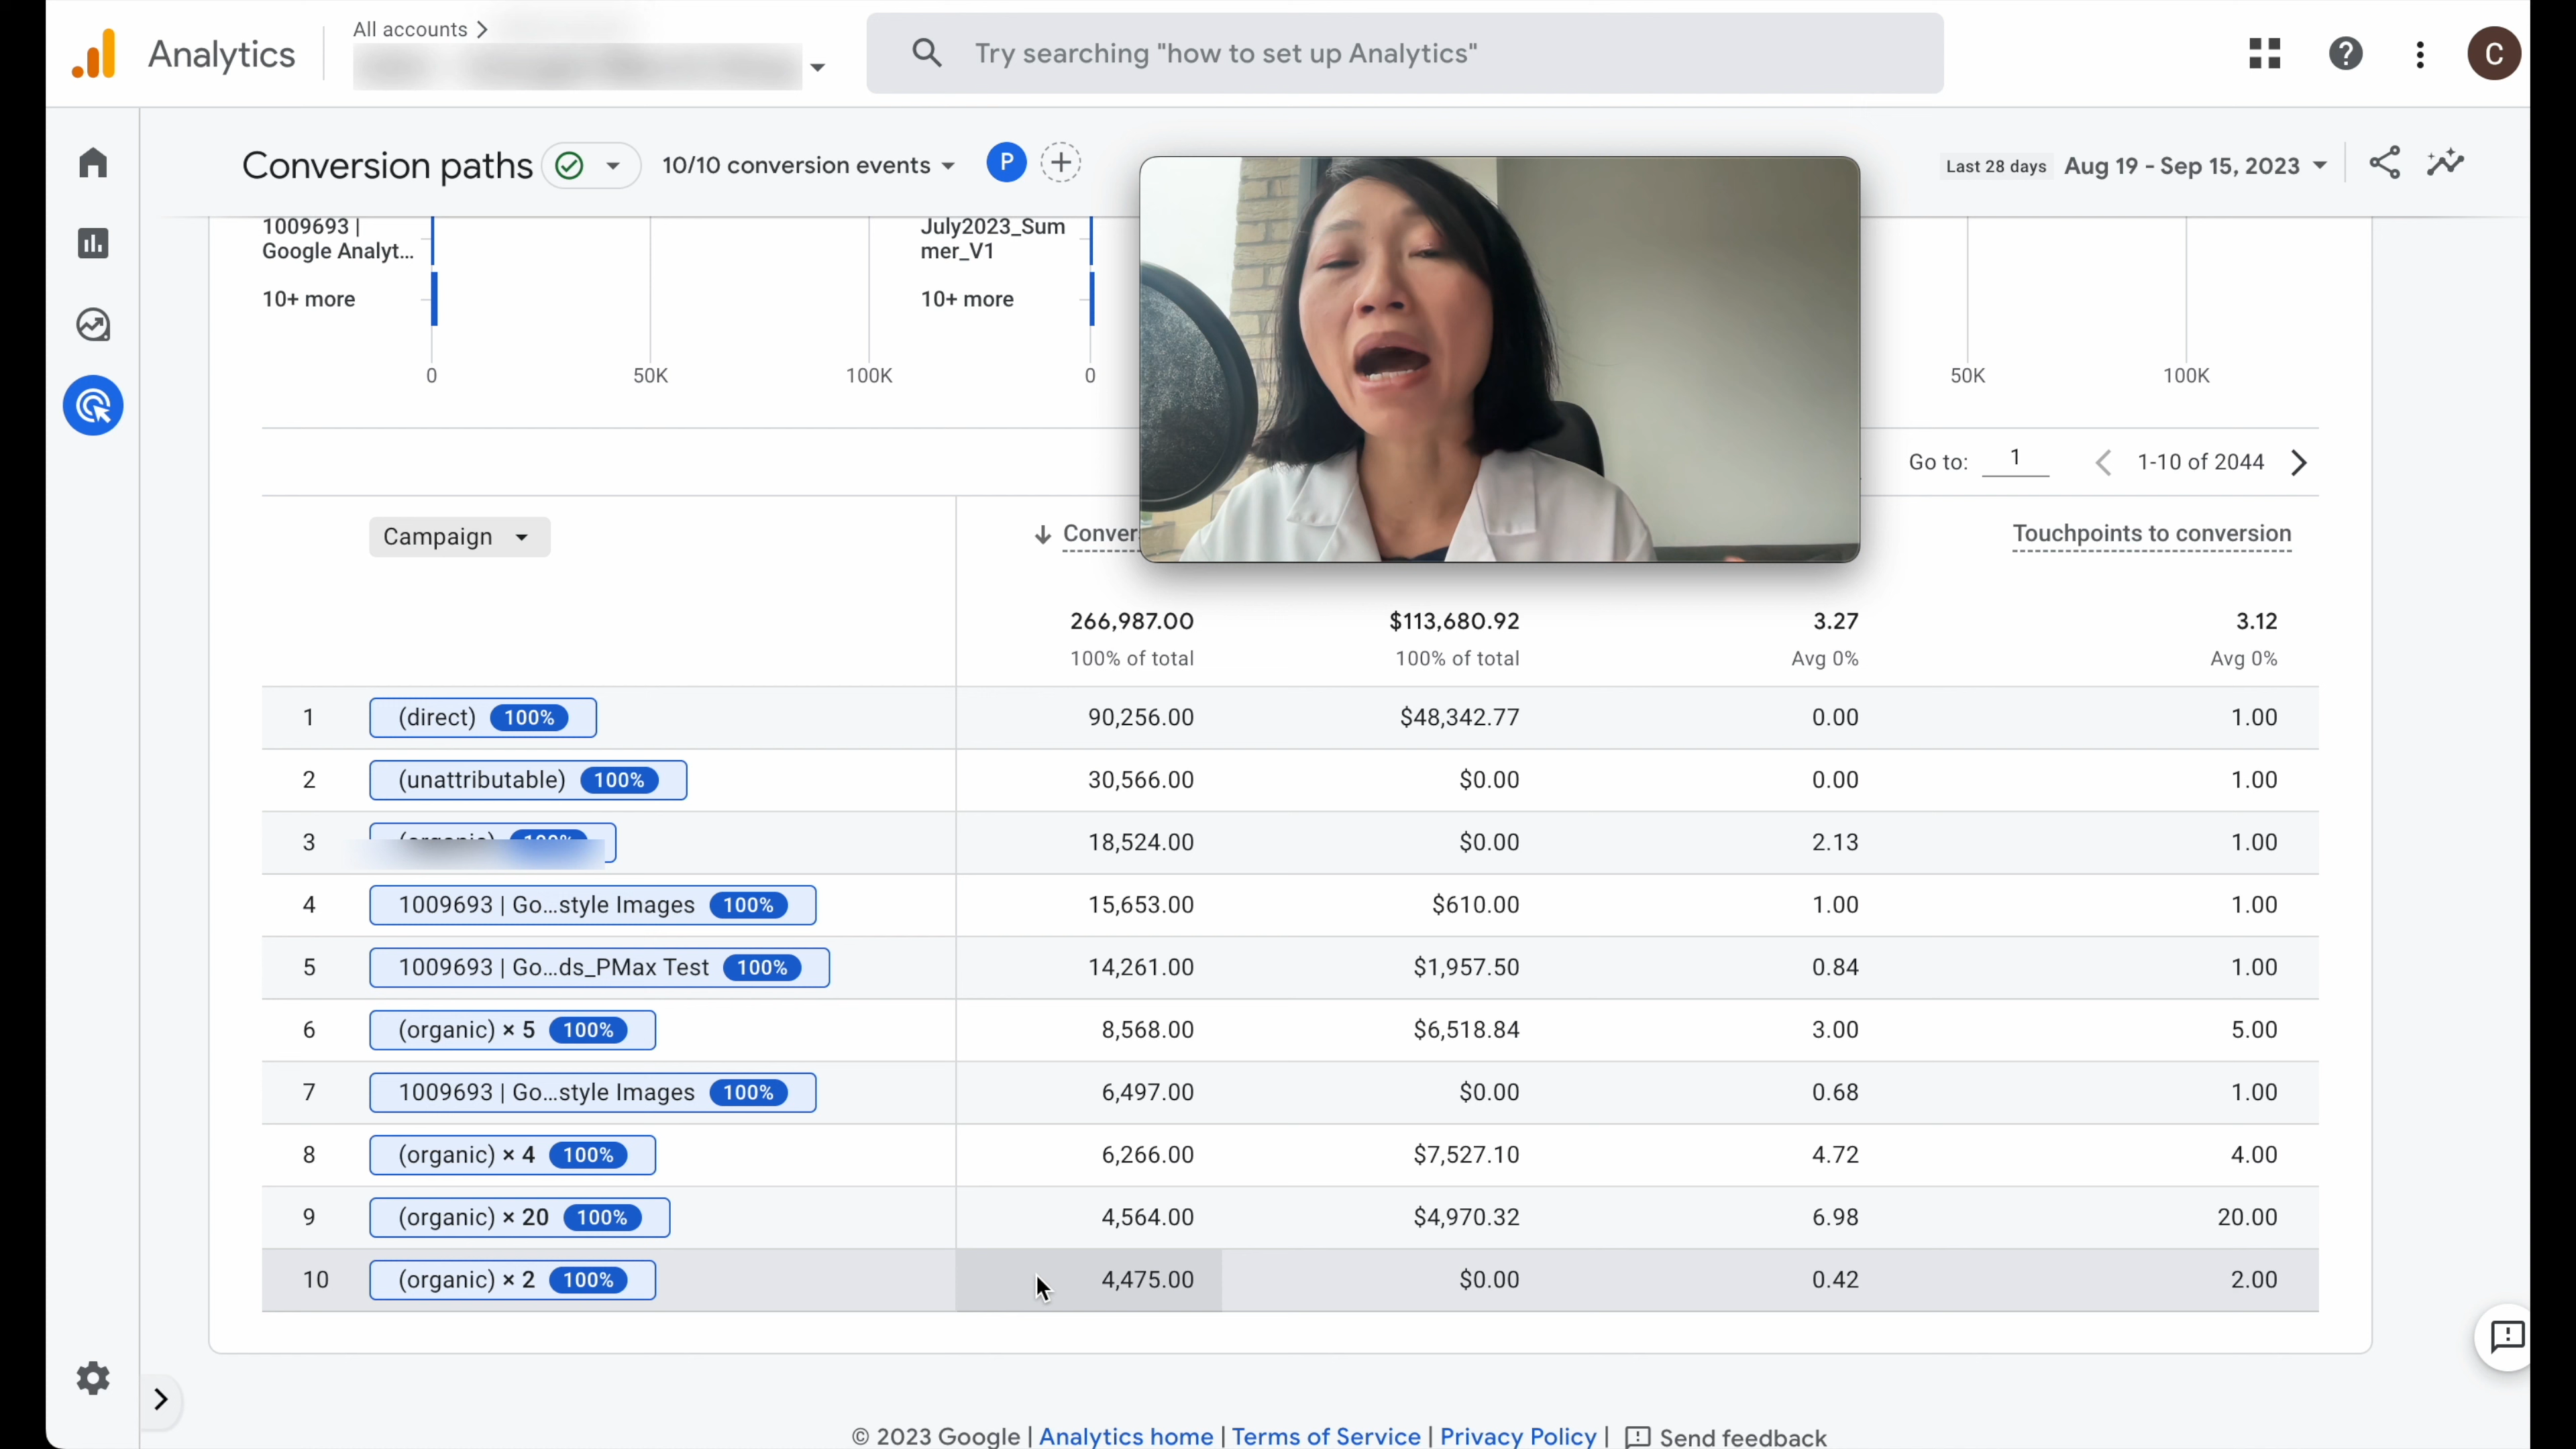 Analytics
All accounts
Try searching "how to set up Analytics"
C
Conversion paths
10/10 conversion events
P
Last 28 days
Aug 19 - Sep 15, 2023
1009693 |
Google Analyt...
10+ more
0
50K
100K
July2023_Sum
mer_V1
10+ more
0
50K
100K
Go to:
1
1-10 of 2044
Campaign
Conver
Touchpoints to conversion
266,987.00 $113,680.92 3.27 3.12
100% of total 100% of total Avg 0% Avg 0%
1 (direct) 100% 90,256.00 $48,342.77 0.00 1.00
2 (unattributable) 100% 30,566.00 $0.00 0.00 1.00
3 (organic) 100% 18,524.00 $0.00 2.13 1.00
4 1009693 | Go...style Images 100% 15,653.00 $610.00 1.00 1.00
5 1009693 | Go...ds_PMax Test 100% 14,261.00 $1,957.50 0.84 1.00
6 (organic) × 5 100% 8,568.00 $6,518.84 3.00 5.00
7 1009693 | Go...style Images 100% 6,497.00 $0.00 0.68 1.00
8 (organic) × 4 100% 6,266.00 $7,527.10 4.72 4.00
9 (organic) × 20 100% 4,564.00 $4,970.32 6.98 20.00
10 (organic) × 2 100% 4,475.00 $0.00 0.42 2.00
© 2023 Google | Analytics home | Terms of Service | Privacy Policy | Send feedback